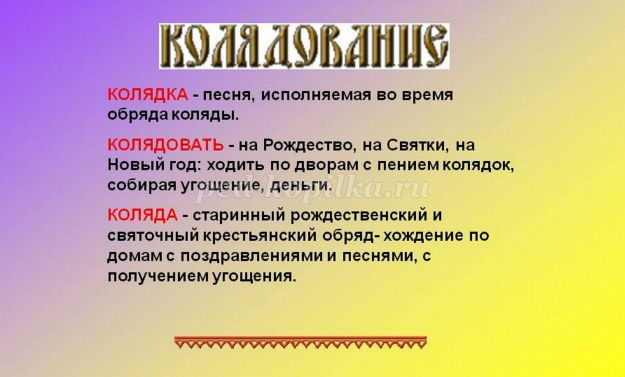 КОЛЯДОВАНИЕ
КОЛЯДКА - песня, исполняемая во время
обряда коляды.
КОЛЯДОВАТЬ - на Рождество, на Святки, на
Новый год: ходить по дворам с пением колядок,
собирая угощение, деньги.
ped-kopilka.ru
КОЛЯДА - старинный рождественский и
святочный крестьянский обряд- хождение по
домам с поздравлениями и песнями, с
получением угощения.